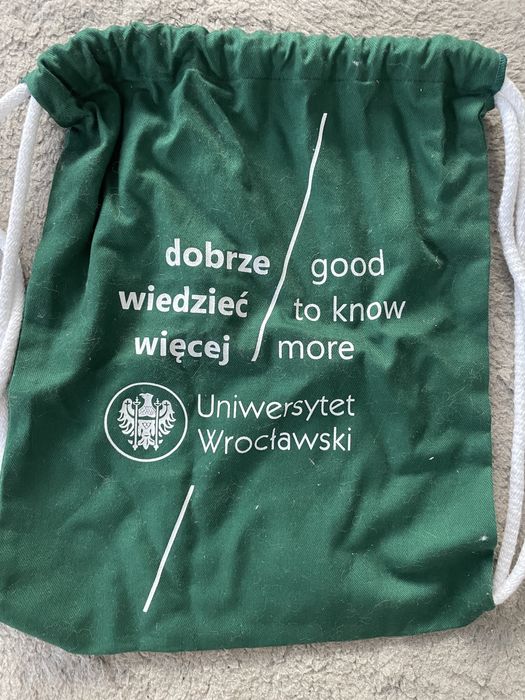 dobrze / good
wiedzieć / to know
więcej / more
Uniwersytet
Wrocławski